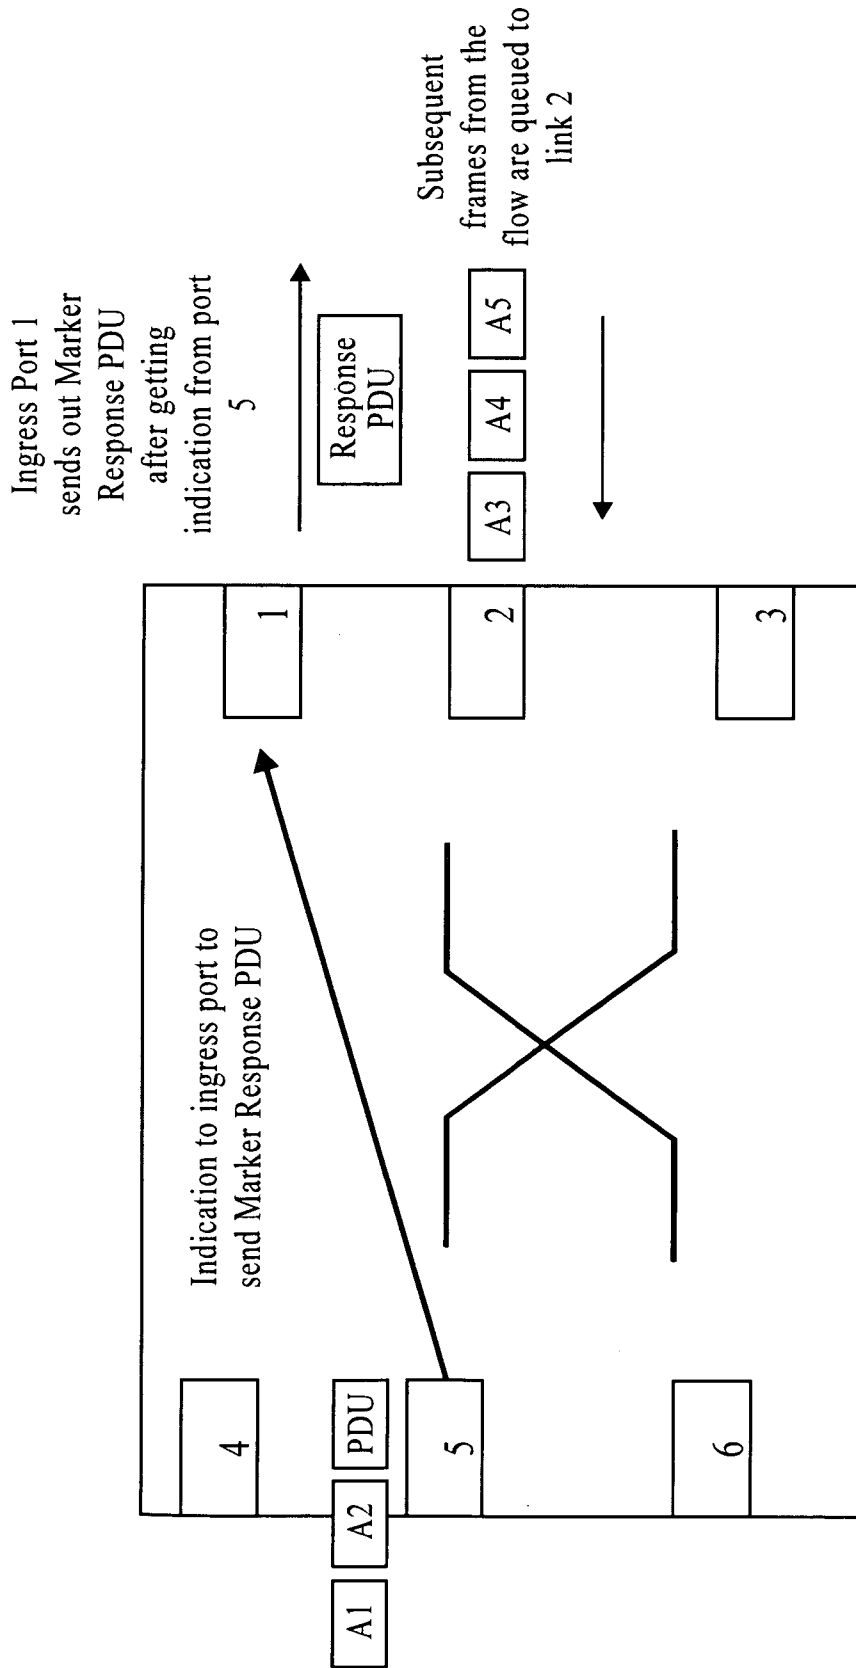 Ingress Port 1
sends out Marker
Response PDU
after getting
indication from port
5
Response
PDU
Subsequent
frames from the
flow are queued to
link 2
A3
A4
A5
1
2
3
Indication to ingress port to
send Marker Response PDU
4
5
6
A1
A2
PDU